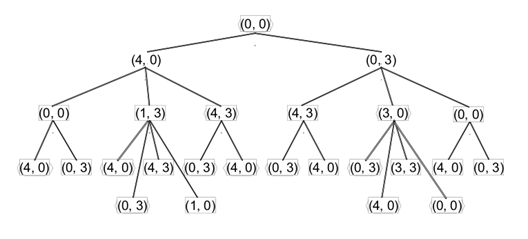 (0, 0)
(4, 0) (0, 3)
(0, 0) (1, 3) (4, 3) (4, 3) (3, 0) (0, 0)
(4, 0) (0, 3) (4, 0) (4, 3) (0, 3) (4, 0) (0, 3) (4, 0) (0, 3) (3, 3) (4, 0) (0, 3)
(0, 3) (1, 0) (4, 0) (0, 0)